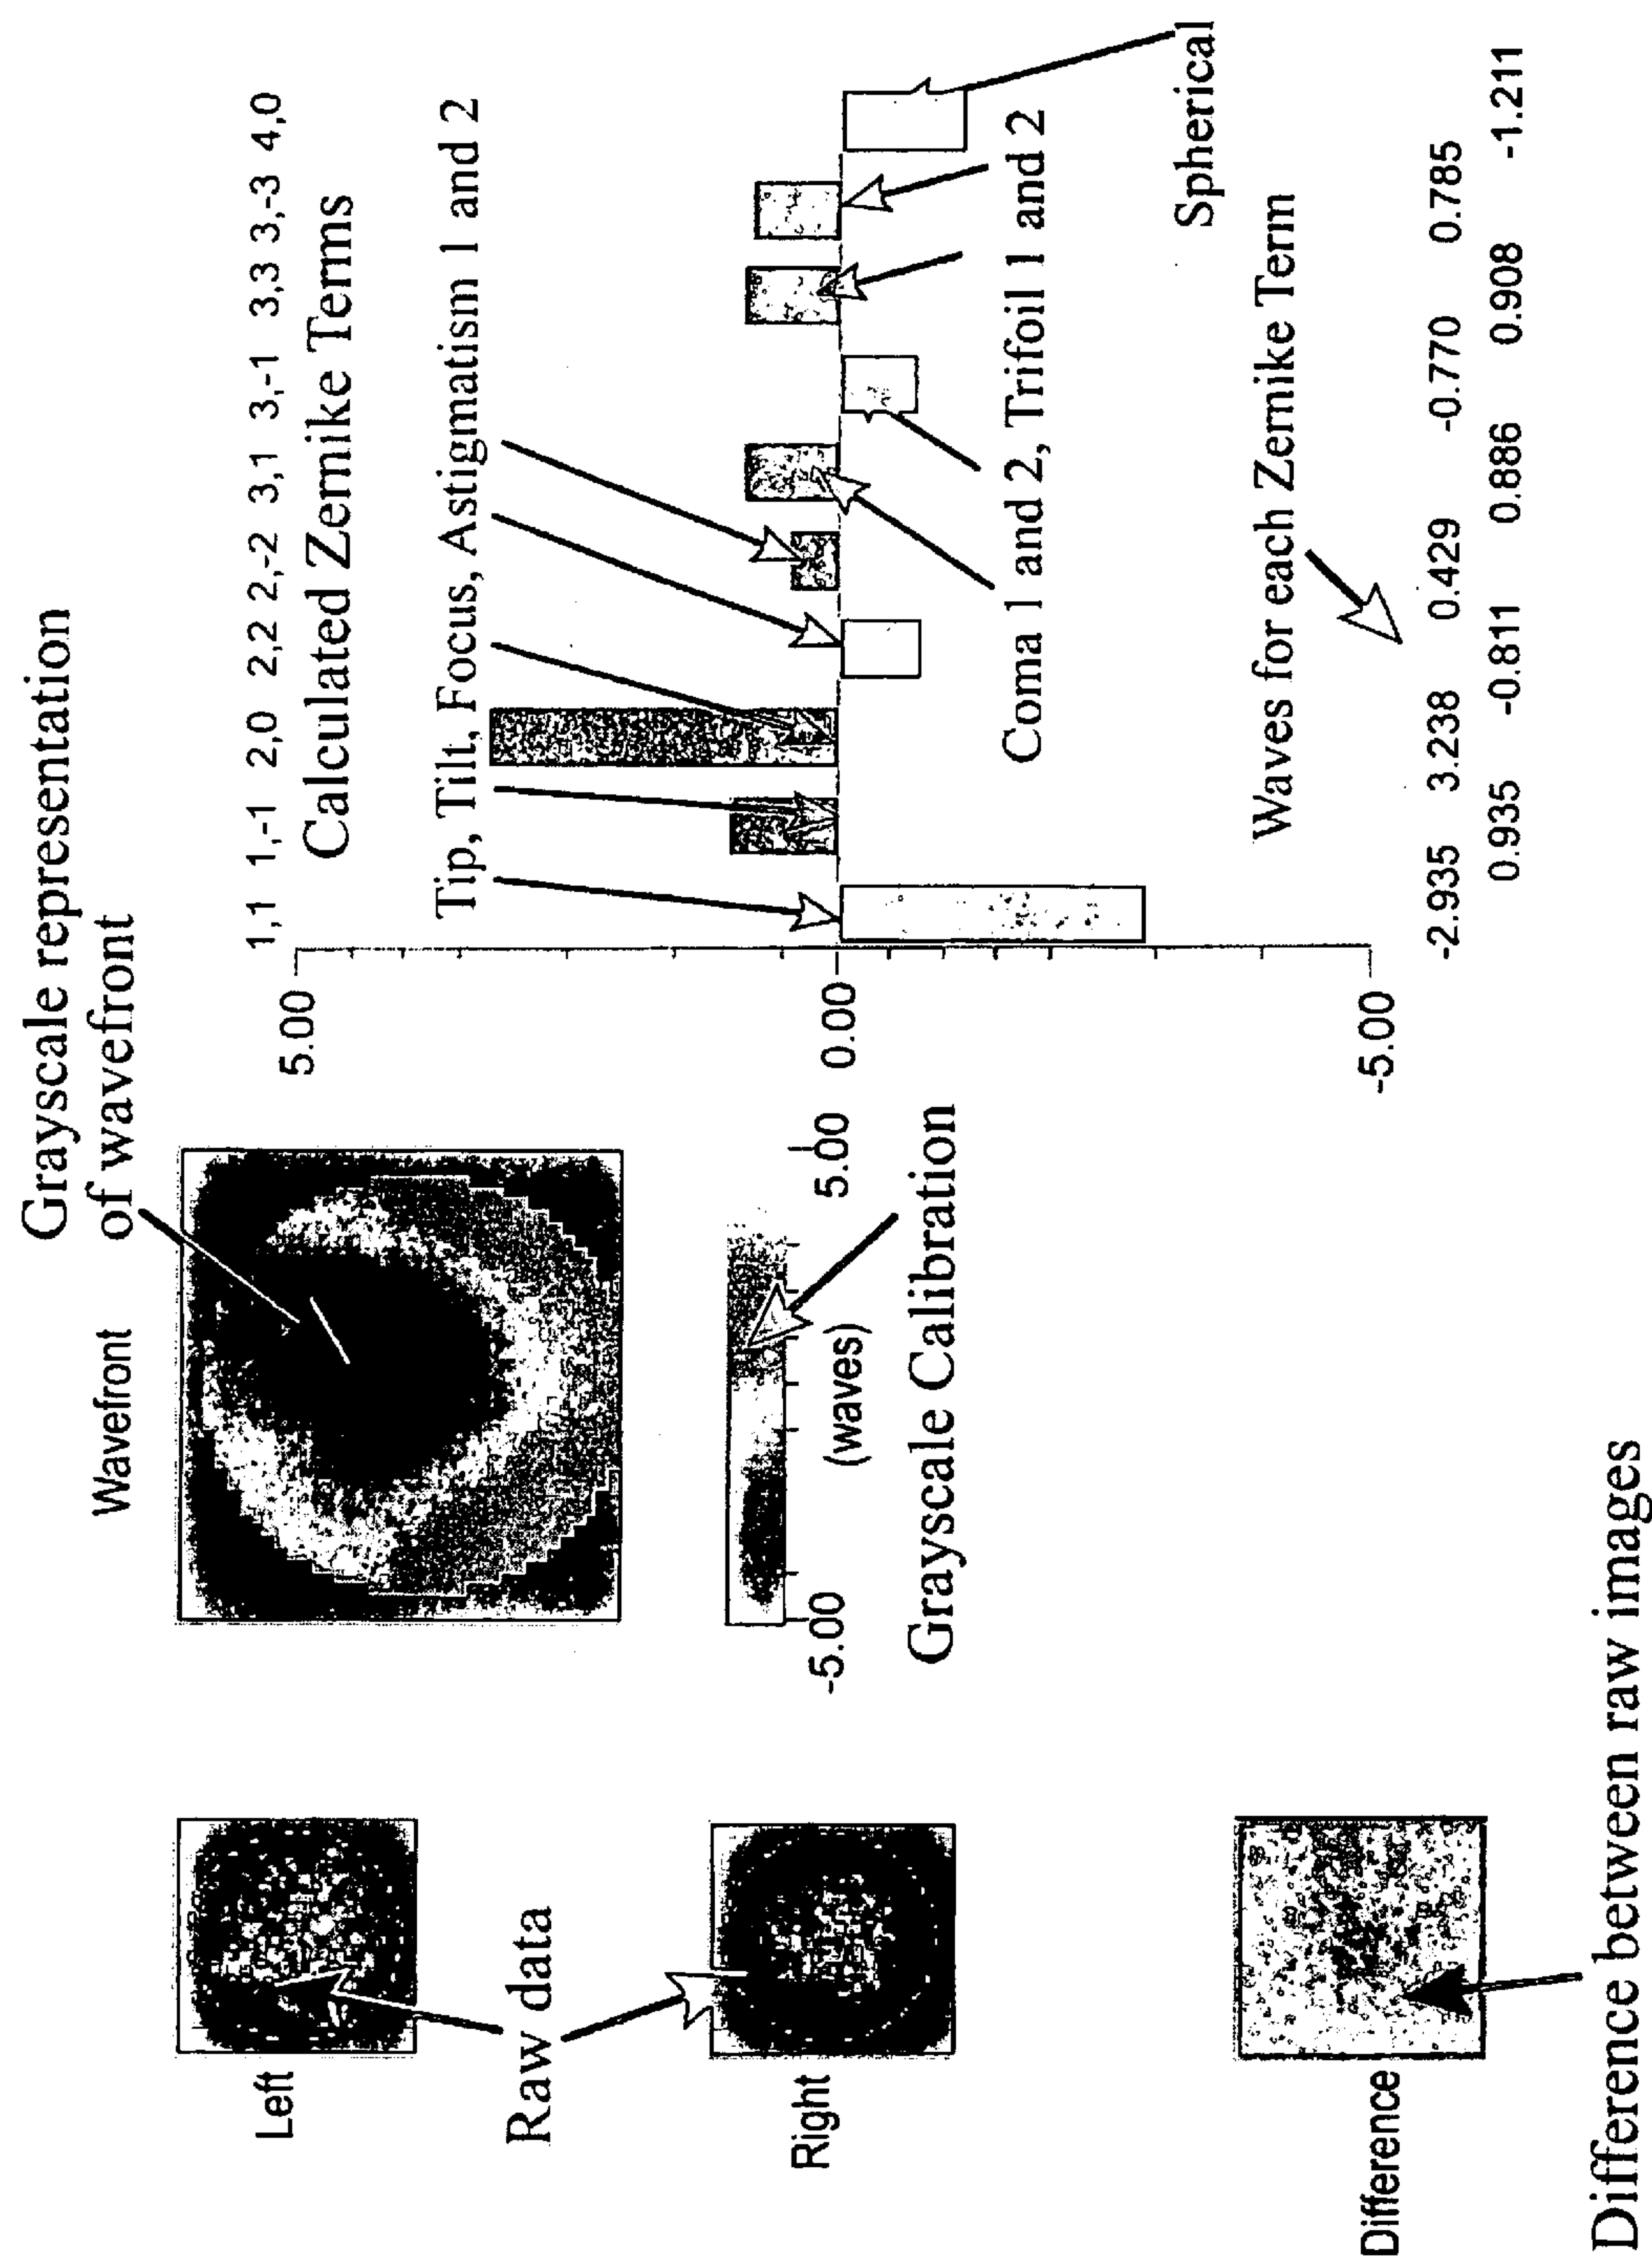 Grayscale representation
of wavefront
Wavefront
Left
Raw data
Right
Difference
Difference between raw images
-5.00
5.00
(waves)
Grayscale Calibration
1,1 1,-1 2,0 2,2 2,-2 3,1 3,-1 3,3 3,-3 4,0
Calculated Zernike Terms
Tip, Tilt, Focus, Astigmatism 1 and 2
5.00
0.00
-5.00
Coma 1 and 2, Trifoil 1 and 2
Spherical
Waves for each Zernike Term
-2.935 3.238 0.429 -0.770 0.785
0.935 -0.811 0.886 0.908 -1.211